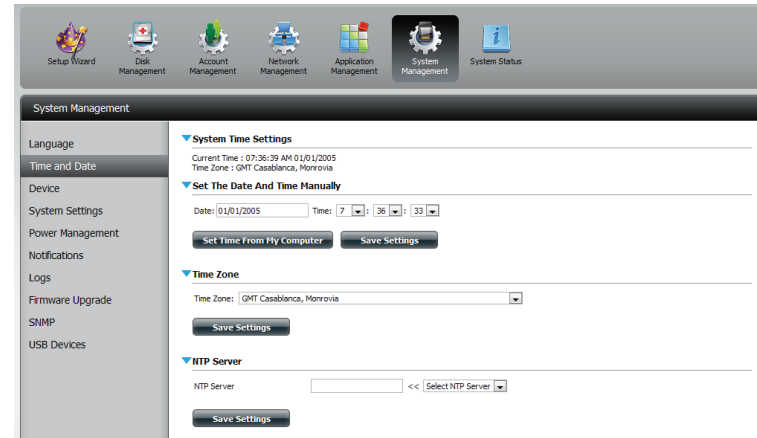 Setup Wizard
Disk Management
Account Management
Network Management
Application Management
System Management
System Status
System Management
Language
Time and Date
Device
System Settings
Power Management
Notifications
Logs
Firmware Upgrade
SNMP
USB Devices
System Time Settings
Current Time : 07:36:39 AM 01/01/2005
Time Zone : GMT Casablanca, Monrovia
Set The Date And Time Manually
Date: 01/01/2005 Time: 7 : 36 : 33
Set Time From My Computer Save Settings
Time Zone
Time Zone: GMT Casablanca, Monrovia
Save Settings
NTP Server
NTP Server << Select NTP Server
Save Settings